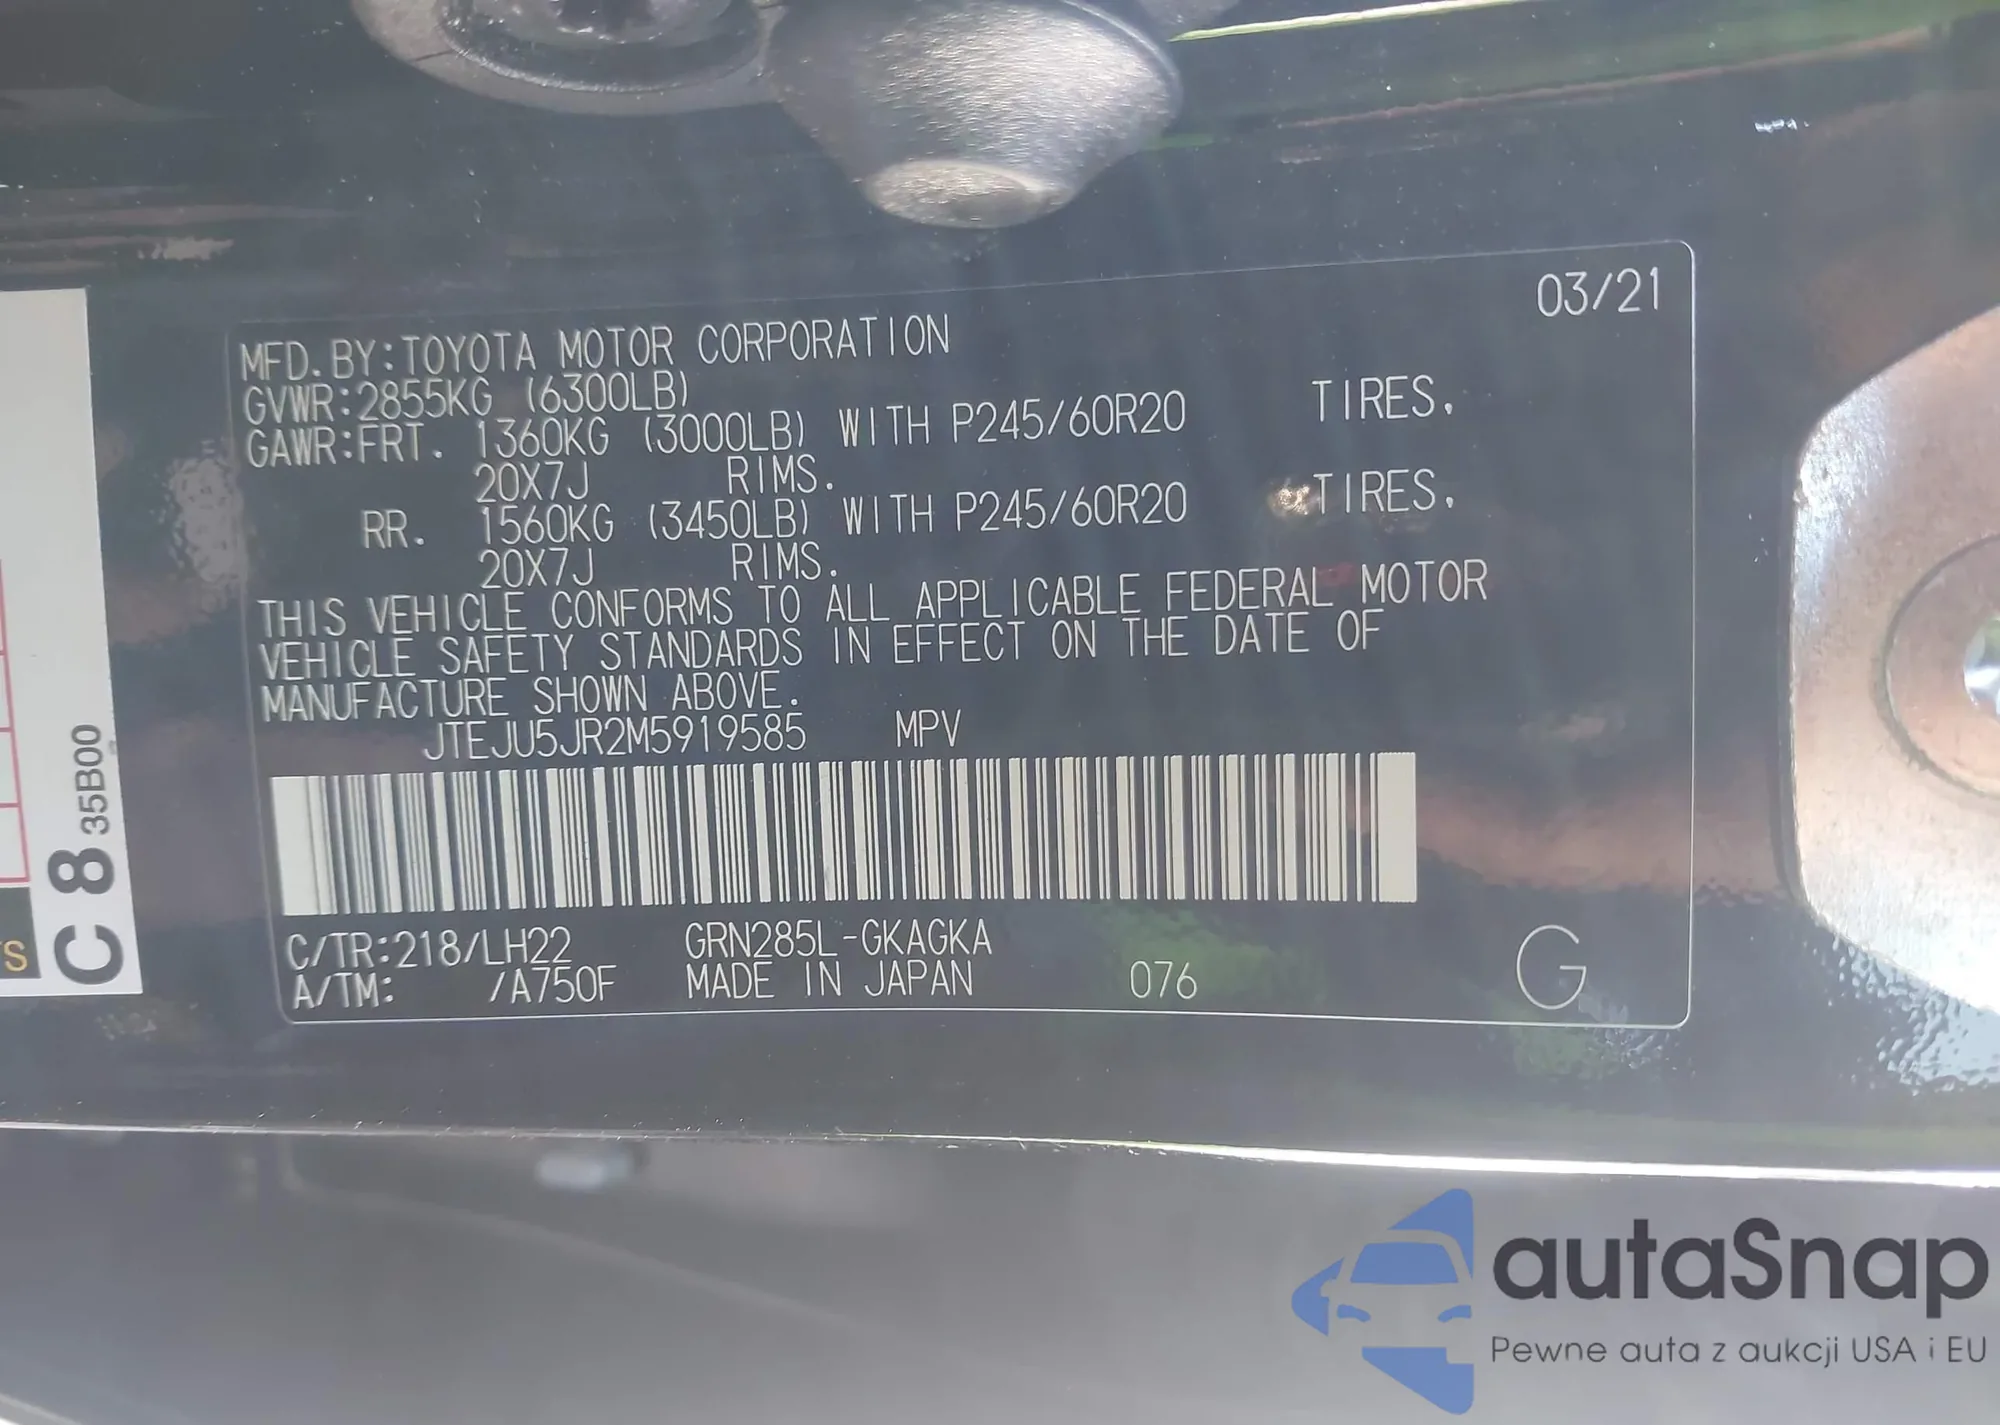 03/21
MFD.BY:TOYOTA MOTOR CORPORATION
GVWR:2855KG (6300LB)
GAWR:FRT. 1360KG (3000LB) WITH P245/60R20 TIRES.
20X7J RIMS.
RR. 1560KG (3450LB) WITH P245/60R20 TIRES.
20X7J RIMS.
THIS VEHICLE CONFORMS TO ALL APPLICABLE FEDERAL MOTOR
VEHICLE SAFETY STANDARDS IN EFFECT ON THE DATE OF
MANUFACTURE SHOWN ABOVE.
JTEJU5JR2M5919585 MPV
C/TR:218/LH22 GRN285L-GKAGKA
A/TM: /A750F MADE IN JAPAN 076 G
C 8 35B00
autaSnap
Pewne auta z aukcji USA i EU